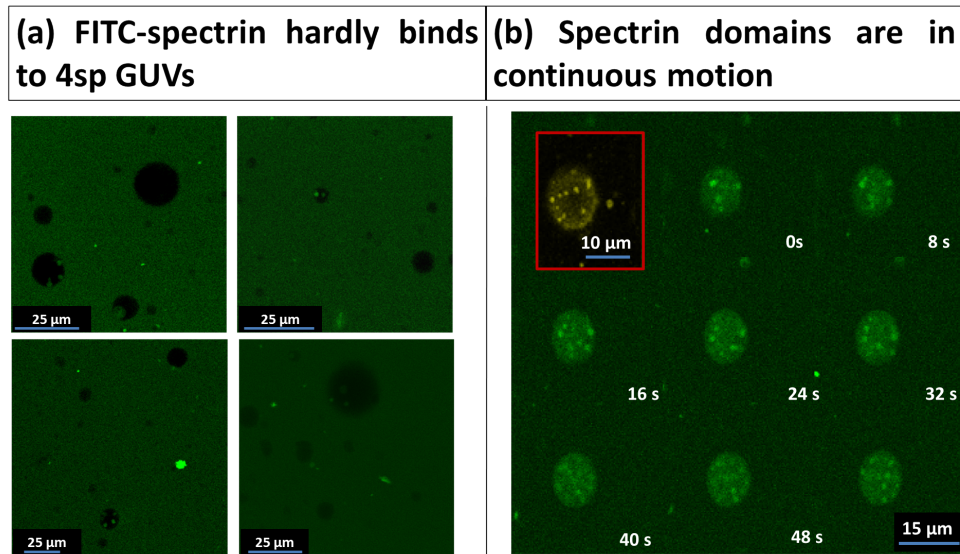 (a) FITC-spectrin hardly binds
to 4sp GUVs
(b) Spectrin domains are in
continuous motion
25 µm
25 µm
25 µm
25 µm
10 µm
0s
8 s
16 s
24 s
32 s
40 s
48 s
15 µm